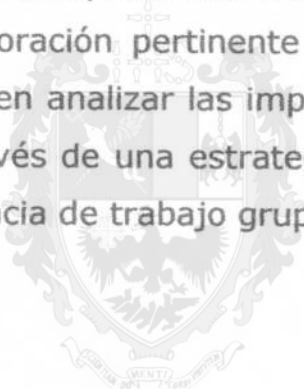 oración pertinente
en analizar las imp
vés de una estrate
cia de trabajo grup